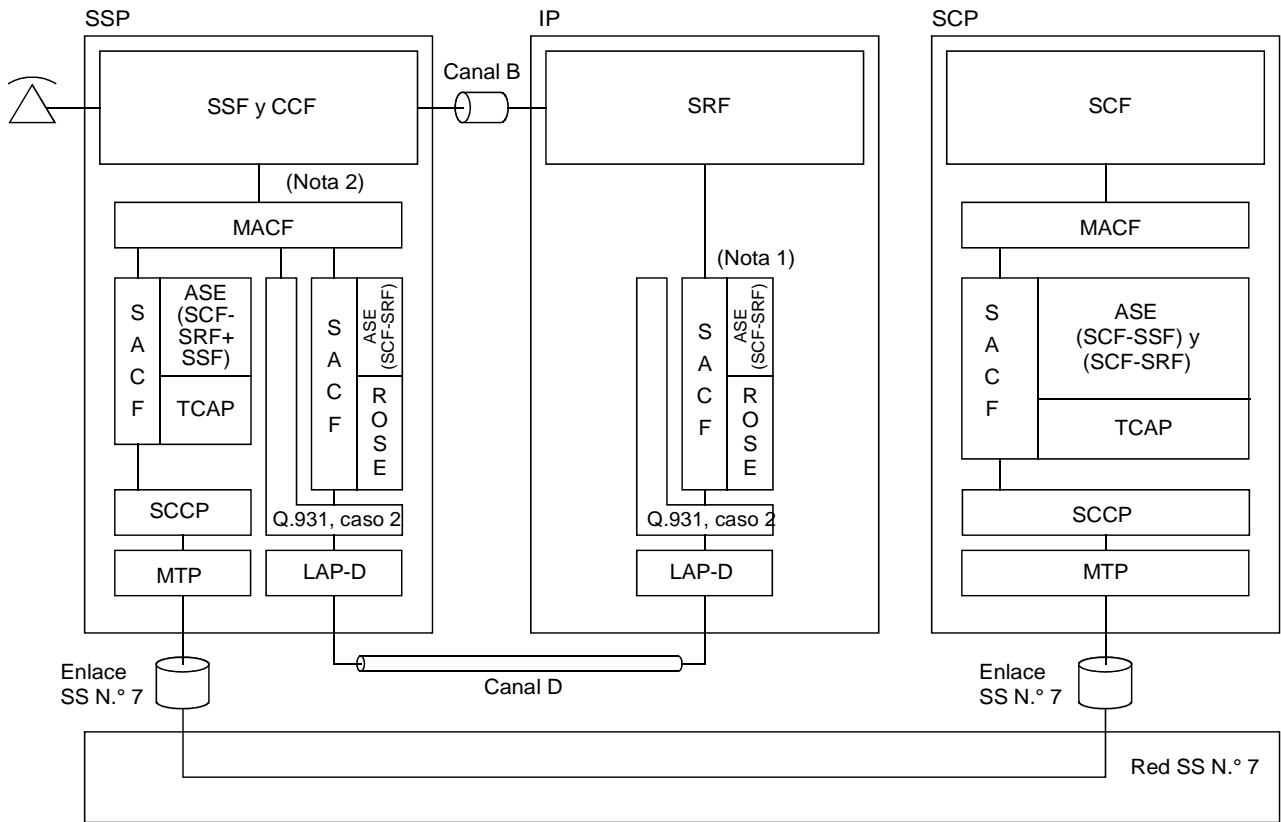 SSP
IP
SCP
SSF y CCF
Canal B
SRF
SCF
(Nota 2)
MACF
MACF
(Nota 1)
S
A
C
F
ASE
(SCF-
SRF+
SSF)
TCAP
S
A
C
F
ASE
(SCF-SRF)
R
O
S
E
S
A
C
F
ASE
(SCF-SRF)
R
O
S
E
S
A
C
F
ASE
(SCF-SSF) y
(SCF-SRF)
TCAP
SCCP
Q.931, caso 2
Q.931, caso 2
SCCP
MTP
LAP-D
LAP-D
MTP
Enlace
SS N.° 7
Canal D
Enlace
SS N.° 7
Red SS N.° 7